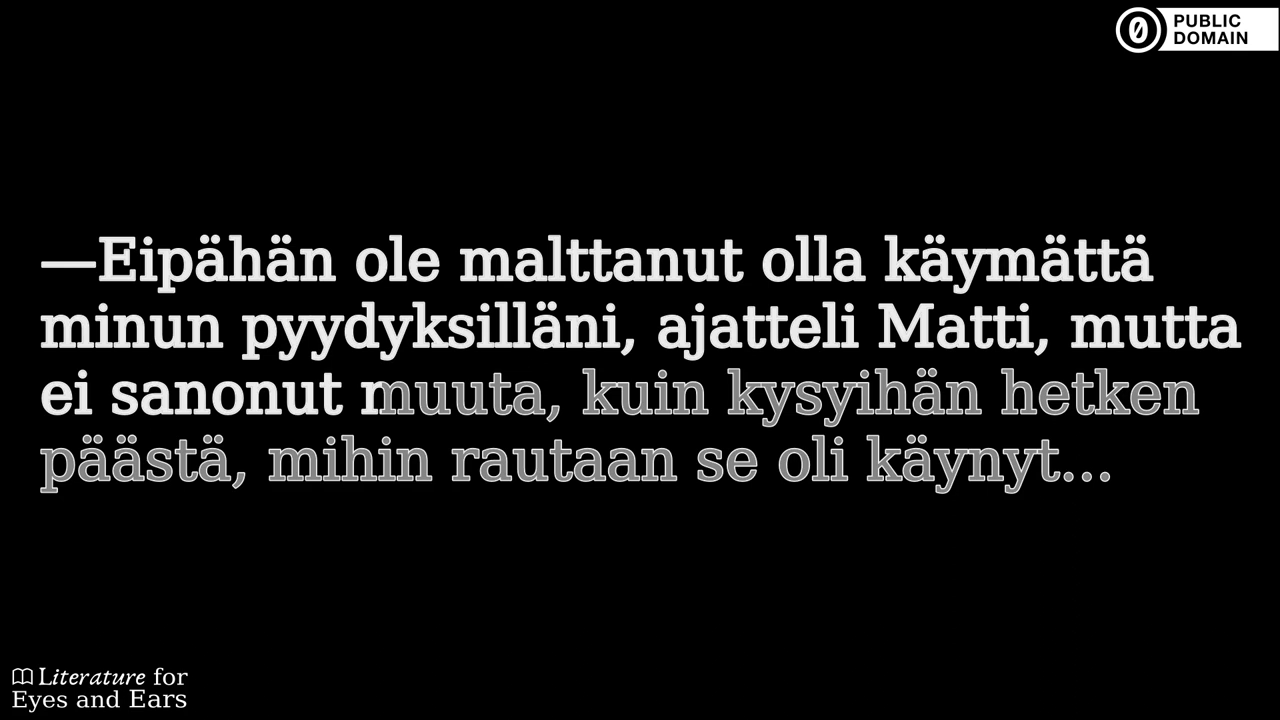 PUBLIC
DOMAIN
—Eipähän ole malttanut olla käymättä
minun pyydyksilläni, ajatteli Matti, mutta
ei sanonut muuta, kuin kysyihän hetken
päästä, mihin rautaan se oli käynyt...
Literature for
Eyes and Ears